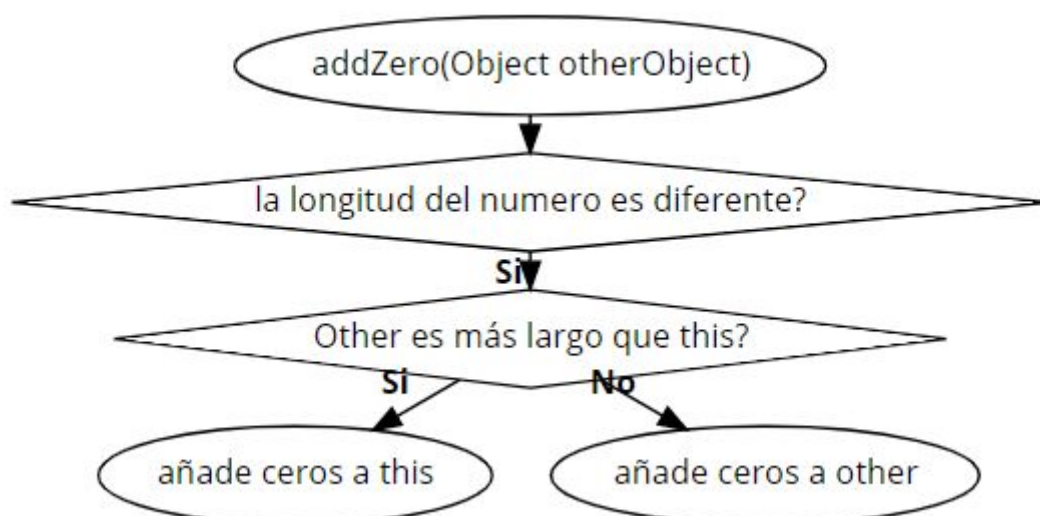 addZero(Object otherObject)
la longitud del numero es diferente?
Si
Other es más largo que this?
Si
No
añade ceros a this
añade ceros a other